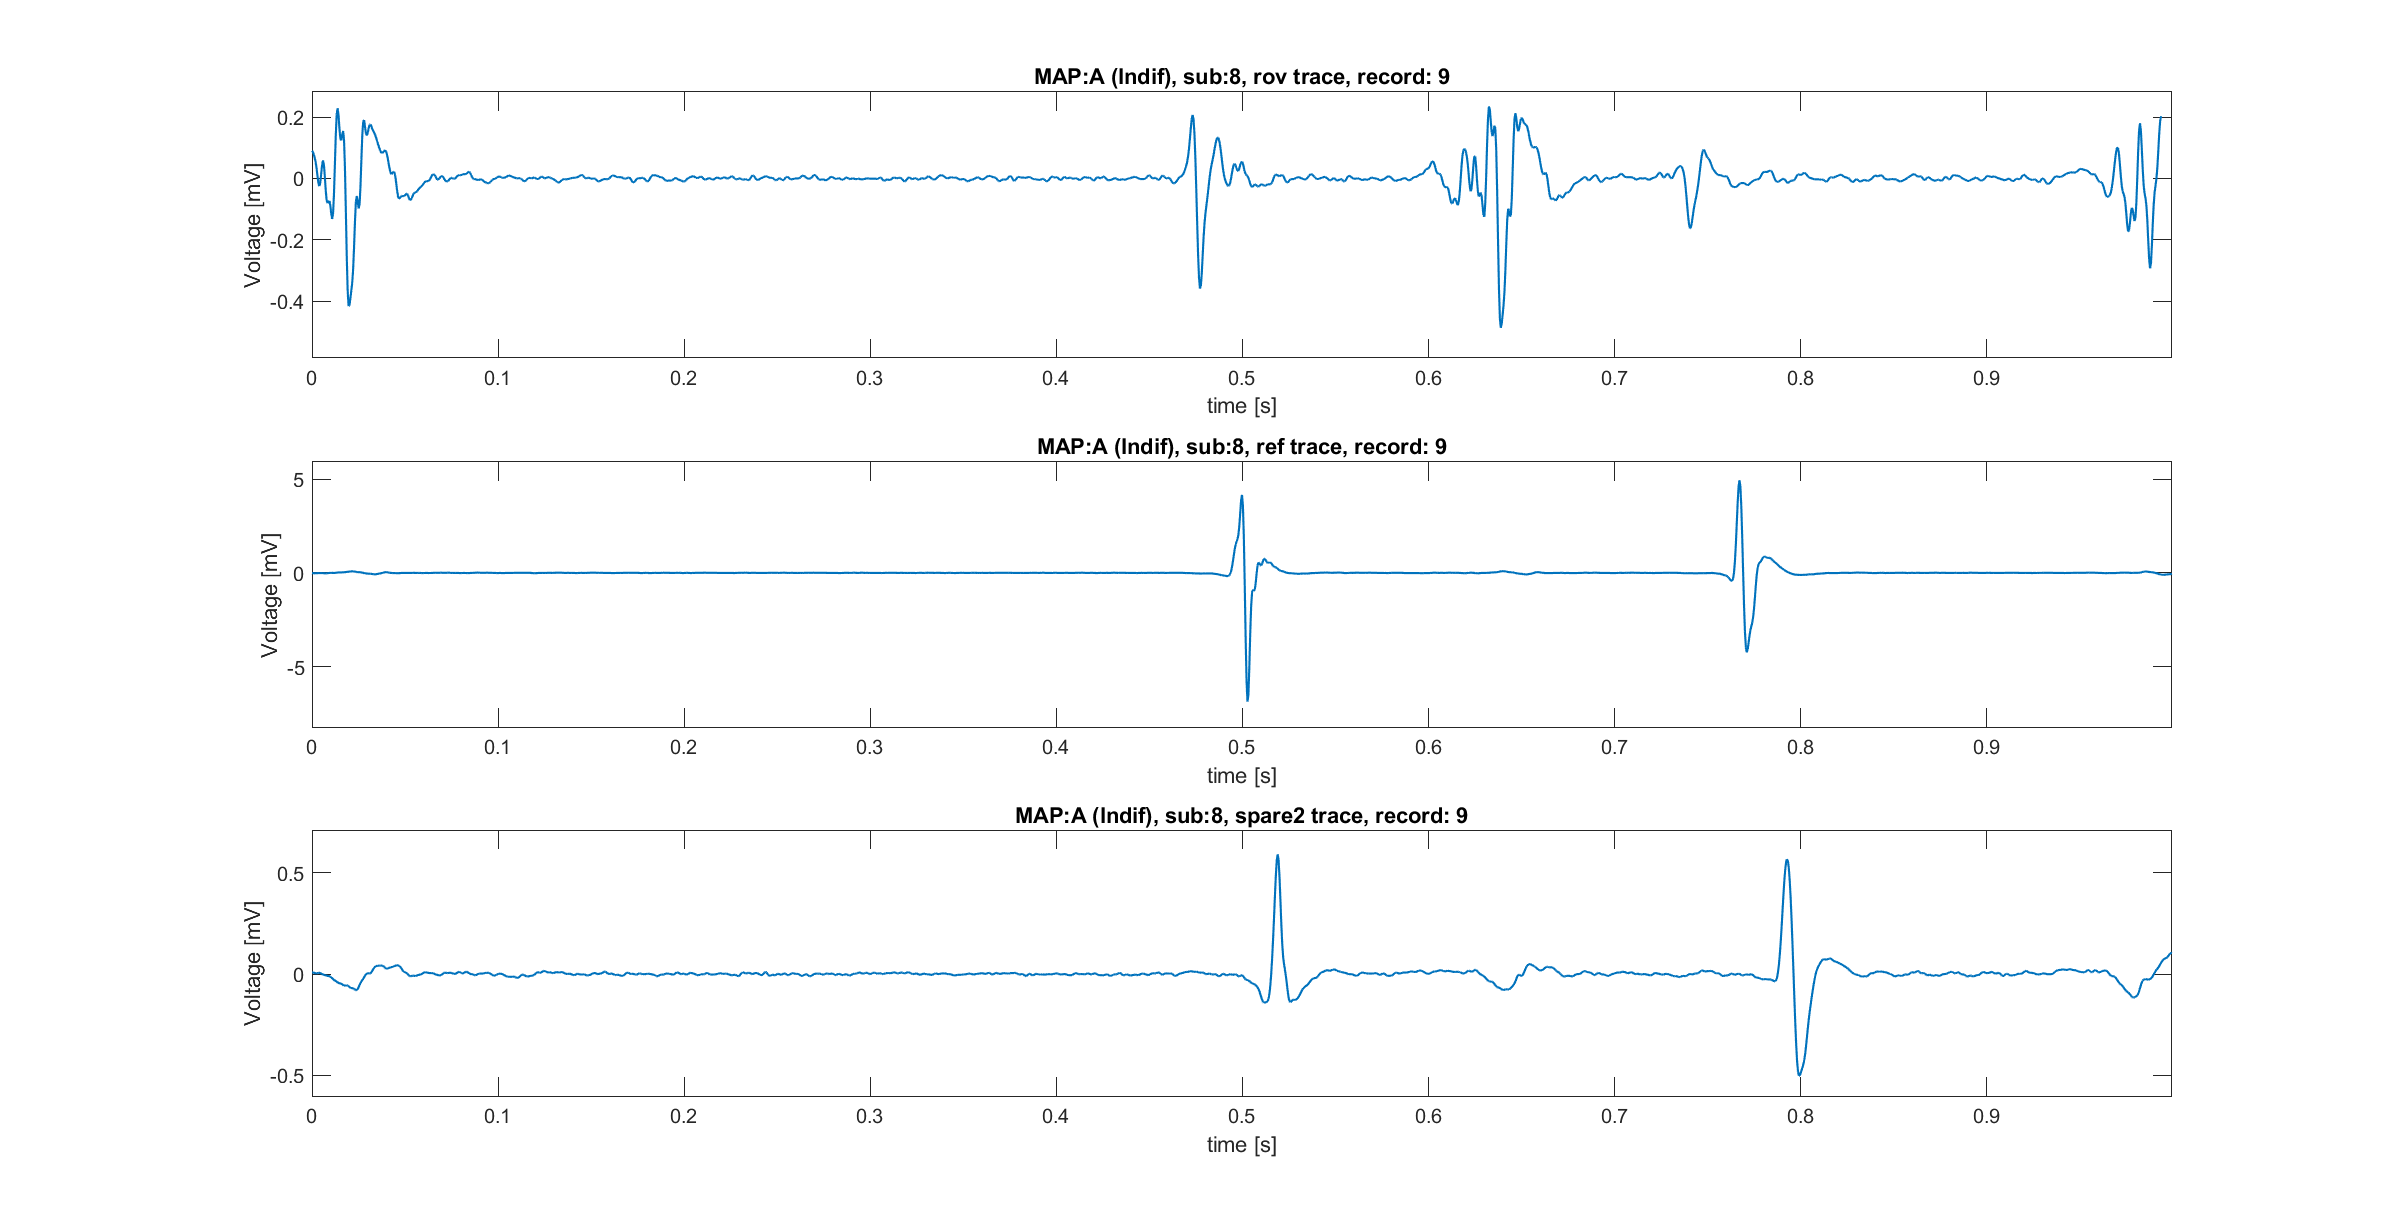 MAP:A (Indif), sub:8, rov trace, record: 9
0.2
0
-0.2
-0.4
Voltage [mV]
0 0.1 0.2 0.3 0.4 0.5 0.6 0.7 0.8 0.9
time [s]
MAP:A (Indif), sub:8, ref trace, record: 9
5
0
-5
Voltage [mV]
0 0.1 0.2 0.3 0.4 0.5 0.6 0.7 0.8 0.9
time [s]
MAP:A (Indif), sub:8, spare2 trace, record: 9
0.5
0
-0.5
Voltage [mV]
0 0.1 0.2 0.3 0.4 0.5 0.6 0.7 0.8 0.9
time [s]